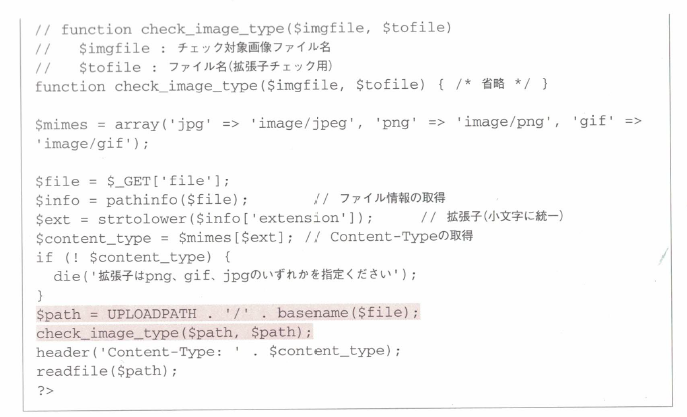 // function check_image_type($imgfile, $tofile)
//   $imgfile : チェック対象画像ファイル名
//   $tofile : ファイル名(拡張子チェック用)
function check_image_type($imgfile, $tofile) { /* 省略 */ }
$mimes = array('jpg' => 'image/jpeg', 'png' => 'image/png', 'gif' =>
'image/gif');
$file = $_GET['file'];
$info = pathinfo($file);        // ファイル情報の取得
$ext = strtolower($info['extension']);     // 拡張子(小文字に統一)
$content_type = $mimes[$ext]; // Content-Typeの取得
if (! $content_type) {
  die('拡張子はpng、gif、jpgのいずれかを指定ください');
}
$path = UPLOADPATH . '/' . basename($file);
check_image_type($path, $path);
header('Content-Type: ' . $content_type);
readfile($path);
?>